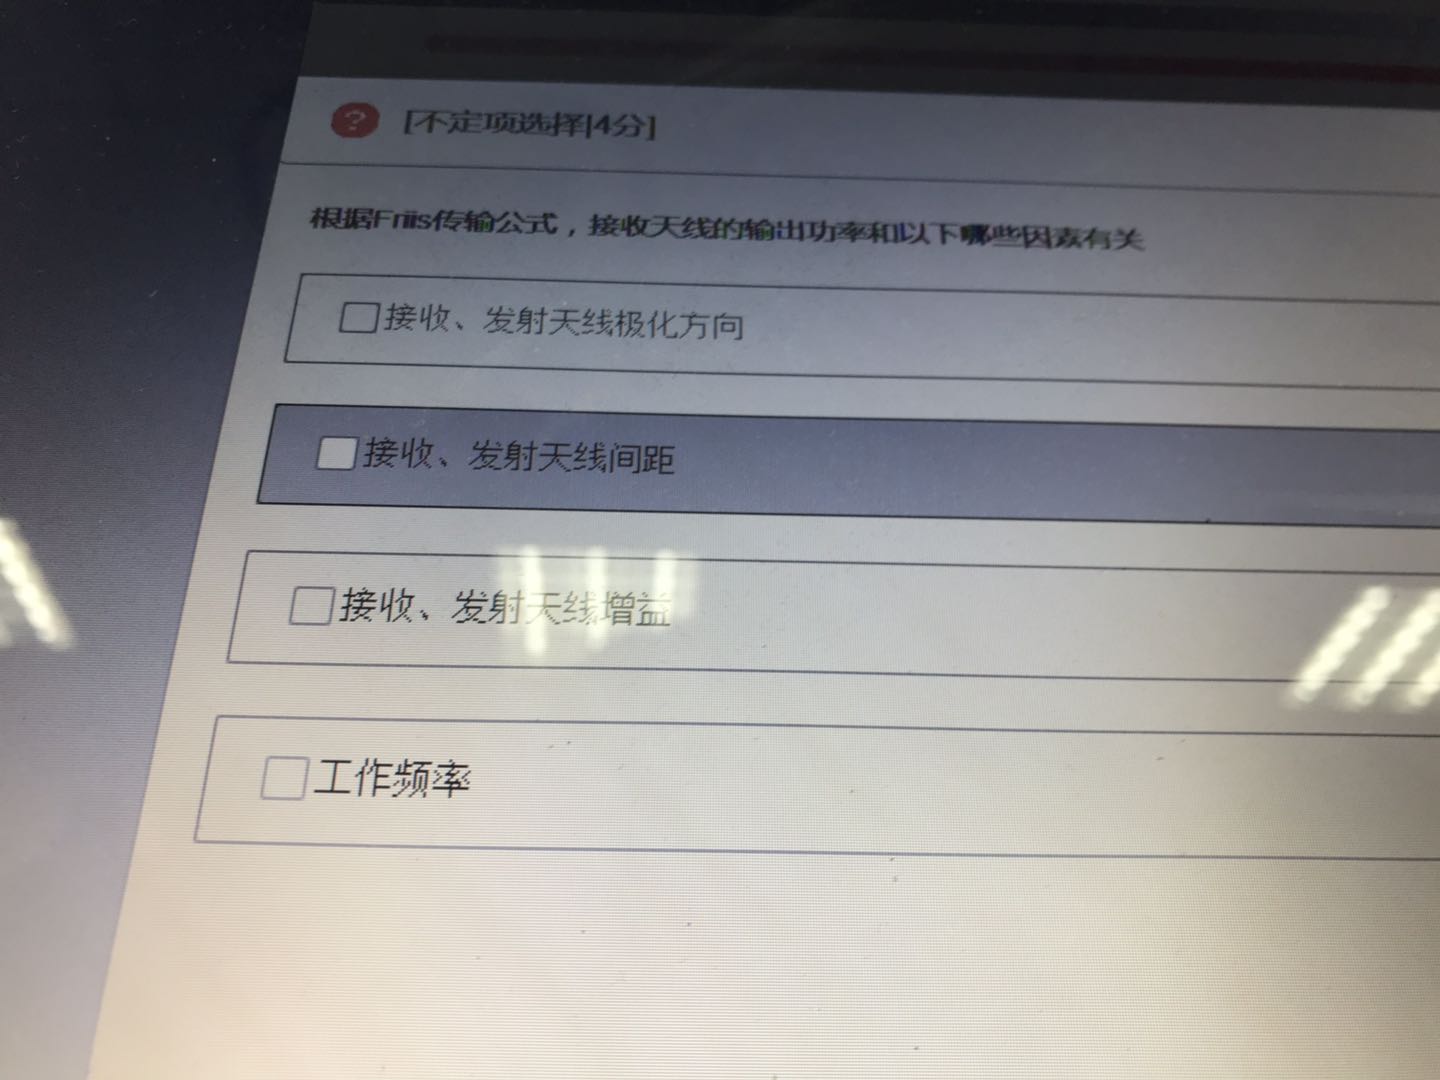 [不定项选择|4分]
根据Friis传输公式，接收天线的输出功率和以下哪些因素有关
接收、发射天线极化方向
接收、发射天线间距
接收、发射天线增益
工作频率